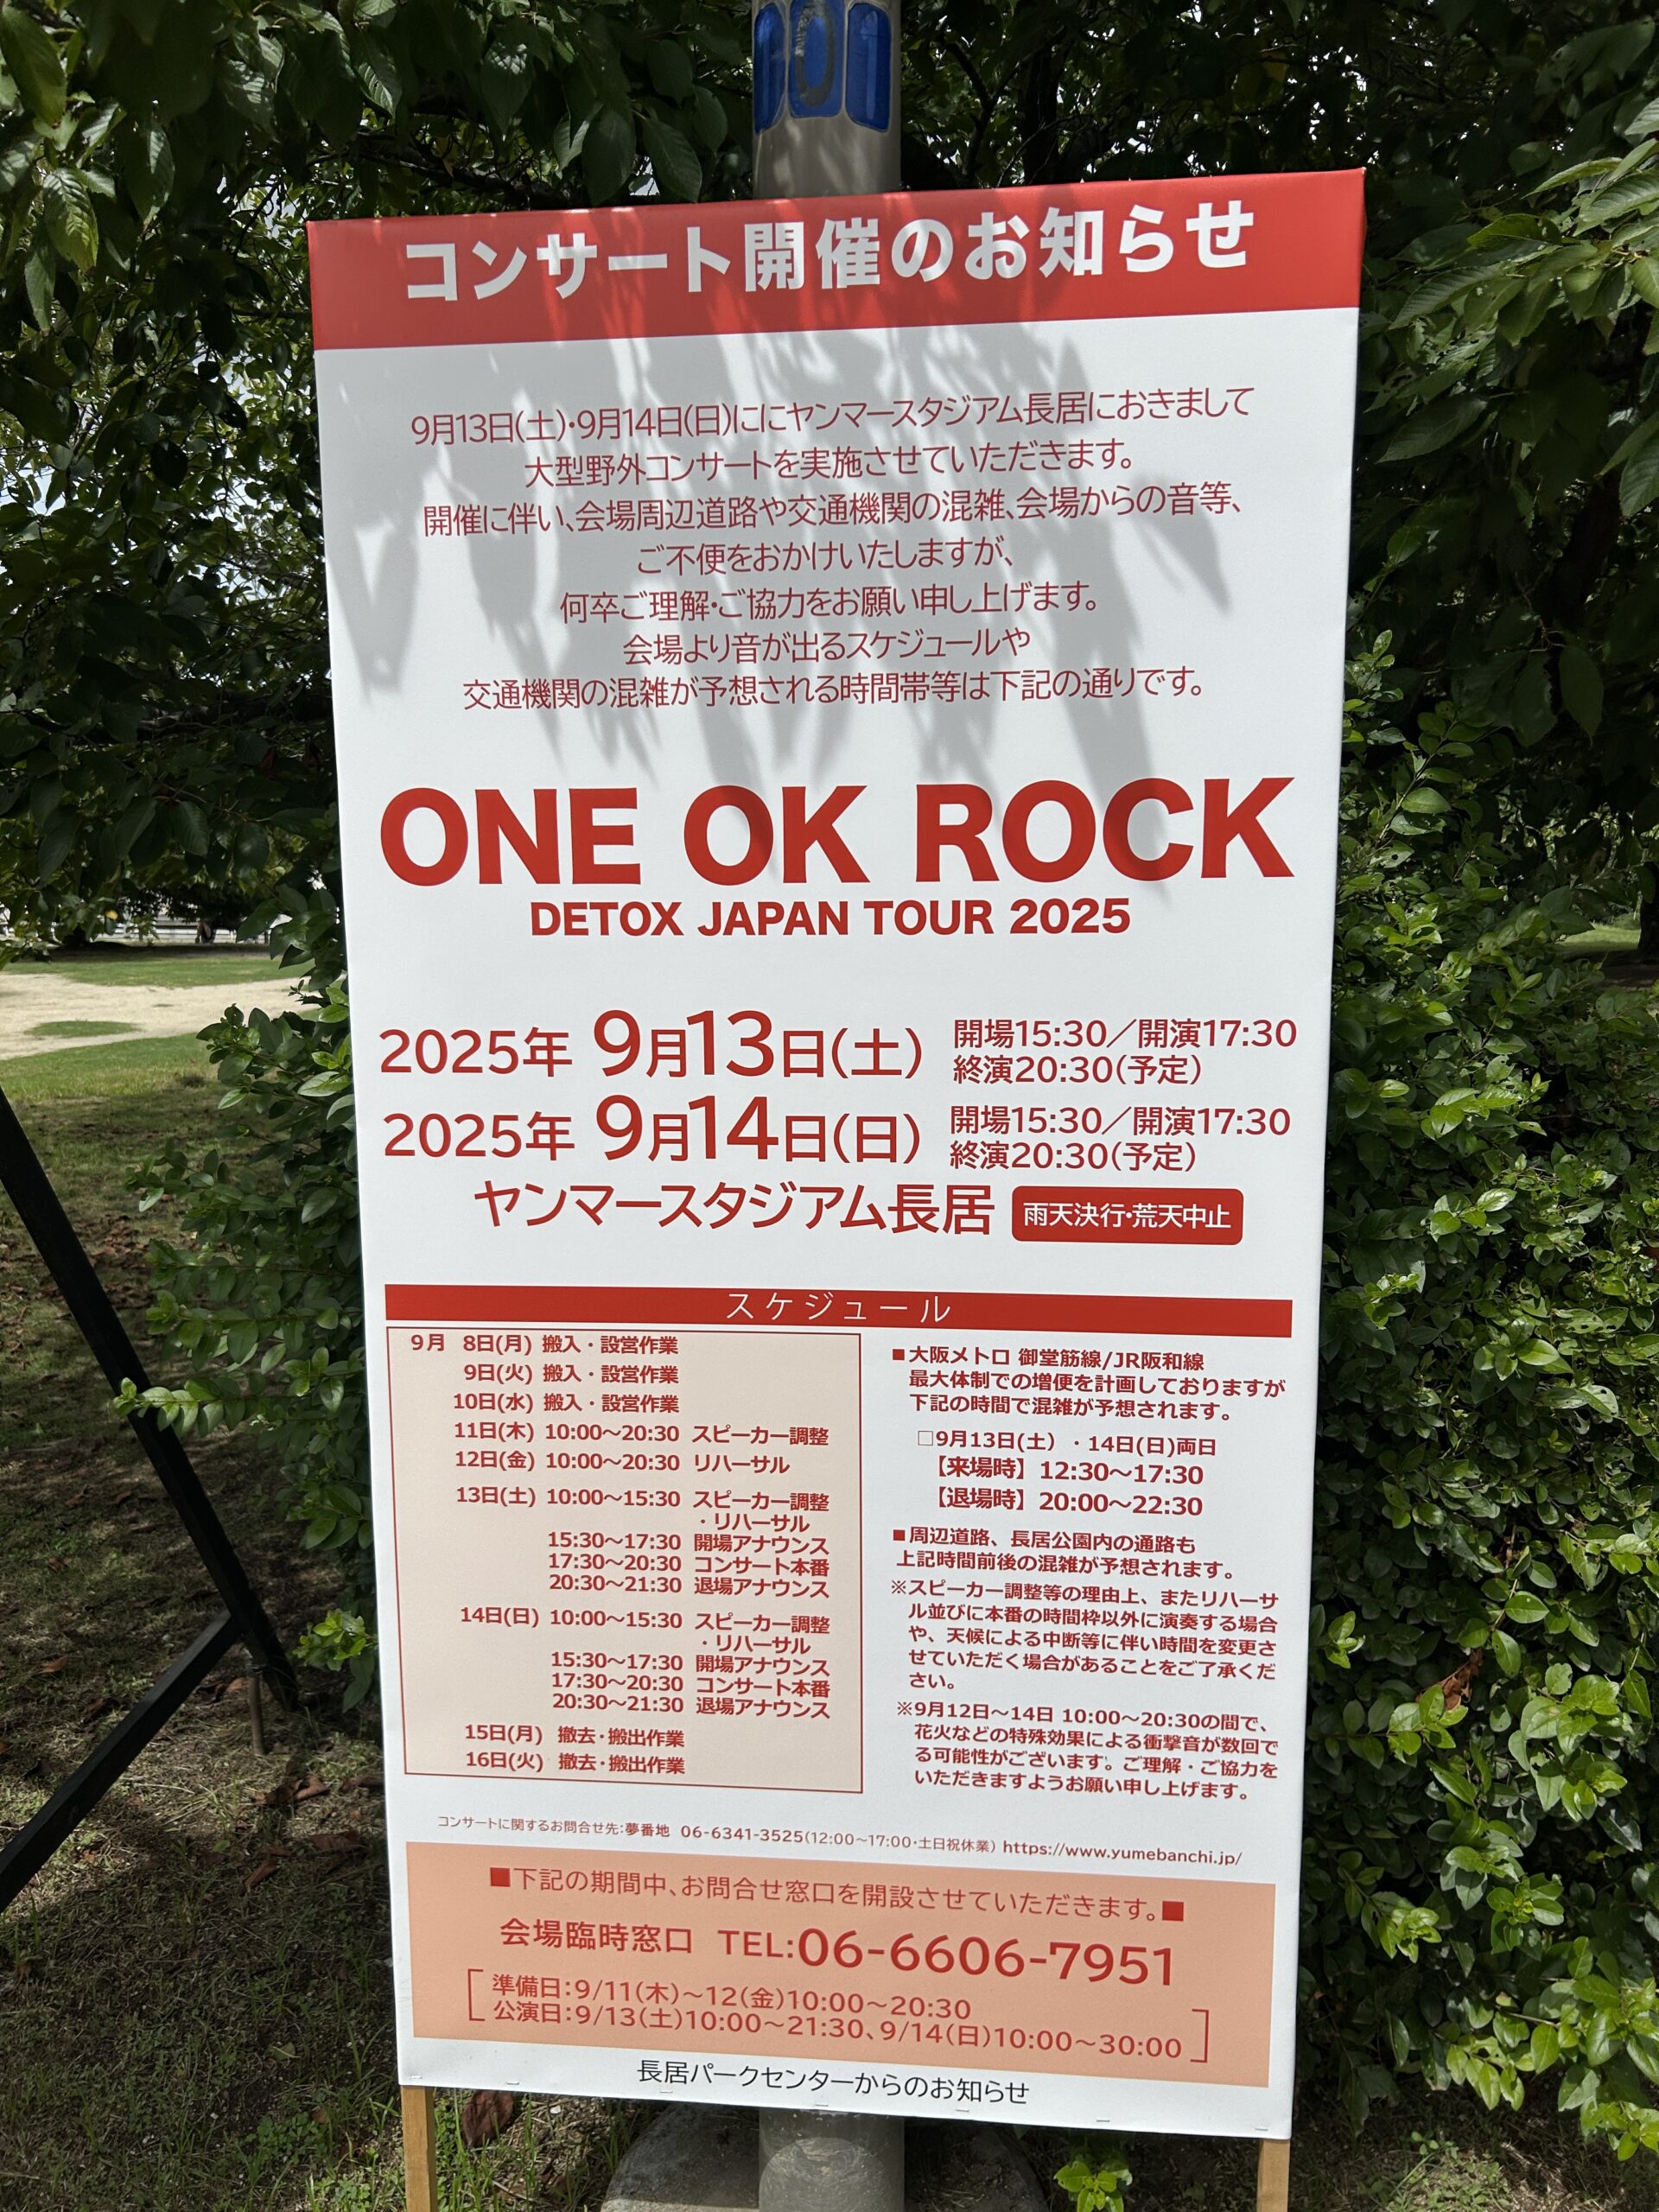 コンサート開催のお知らせ
9月13日(土)・9月14日(日)ににヤンマースタジアム長居におきまして
大型野外コンサートを実施させていただきます。
開催に伴い、会場周辺道路や交通機関の混雑、会場からの音等、
ご不便をおかけいたしますが、
何卒ご理解・ご協力をお願い申し上げます。
会場より音が出るスケジュールや
交通機関の混雑が予想される時間帯等は下記の通りです。
ONE OK ROCK
DETOX JAPAN TOUR 2025
2025年 9月13日(土) 開場15:30/開演17:30
終演20:30(予定)
2025年 9月14日(日) 開場15:30/開演17:30
終演20:30(予定)
ヤンマースタジアム長居 雨天決行・荒天中止
スケジュール
9月 8日(月) 搬入・設営作業
9日(火) 搬入・設営作業
10日(水) 搬入・設営作業
11日(木) 10:00〜20:30 スピーカー調整
12日(金) 10:00〜20:30 リハーサル
13日(土) 10:00〜15:30 スピーカー調整
・リハーサル
15:30〜17:30 開場アナウンス
17:30〜20:30 コンサート本番
20:30〜21:30 退場アナウンス
14日(日) 10:00〜15:30 スピーカー調整
・リハーサル
15:30〜17:30 開場アナウンス
17:30〜20:30 コンサート本番
20:30〜21:30 退場アナウンス
15日(月) 撤去・搬出作業
16日(火) 撤去・搬出作業
■大阪メトロ 御堂筋線/JR阪和線
最大体制での増便を計画しておりますが
下記の時間で混雑が予想されます。
□9月13日(土)・14日(日)両日
【来場時】12:30〜17:30
【退場時】20:00〜22:30
■周辺道路、長居公園内の通路も
上記時間前後の混雑が予想されます。
※スピーカー調整等の理由上、またリハーサ
ル並びに本番の時間枠以外に演奏する場合
や、天候による中断等に伴い時間を変更さ
せていただく場合があることをご了承くだ
さい。
※9月12日〜14日 10:00〜20:30の間で、
花火などの特殊効果による衝撃音が数回で
る可能性がございます。ご理解・ご協力を
いただきますようお願い申し上げます。
コンサートに関するお問合せ先:夢番地 06-6341-3525(12:00〜17:00・土日祝休業) https://www.yumebanchi.jp/
■下記の期間中、お問合せ窓口を開設させていただきます。■
会場臨時窓口 TEL:06-6606-7951
準備日:9/11(木)〜12(金)10:00〜20:30
公演日:9/13(土)10:00〜21:30、9/14(日)10:00〜30:00
長居パークセンターからのお知らせ